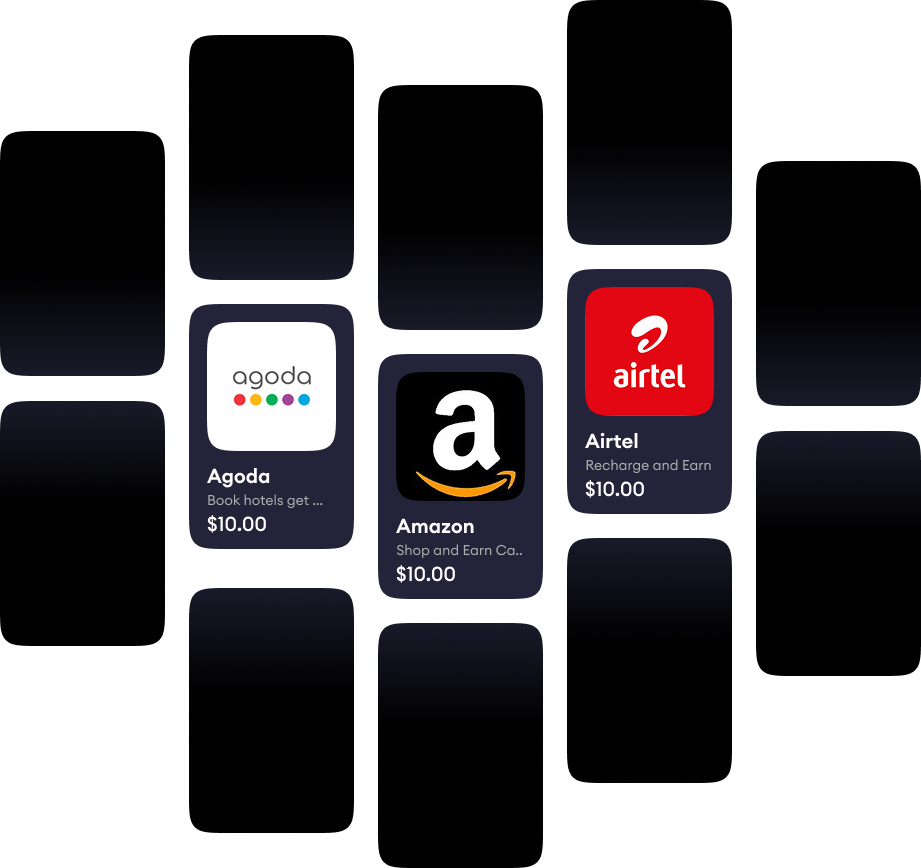 agoda
Agoda
Book hotels get ...
$10.00
a
Amazon
Shop and Earn Ca..
$10.00
airtel
Airtel
Recharge and Earn
$10.00